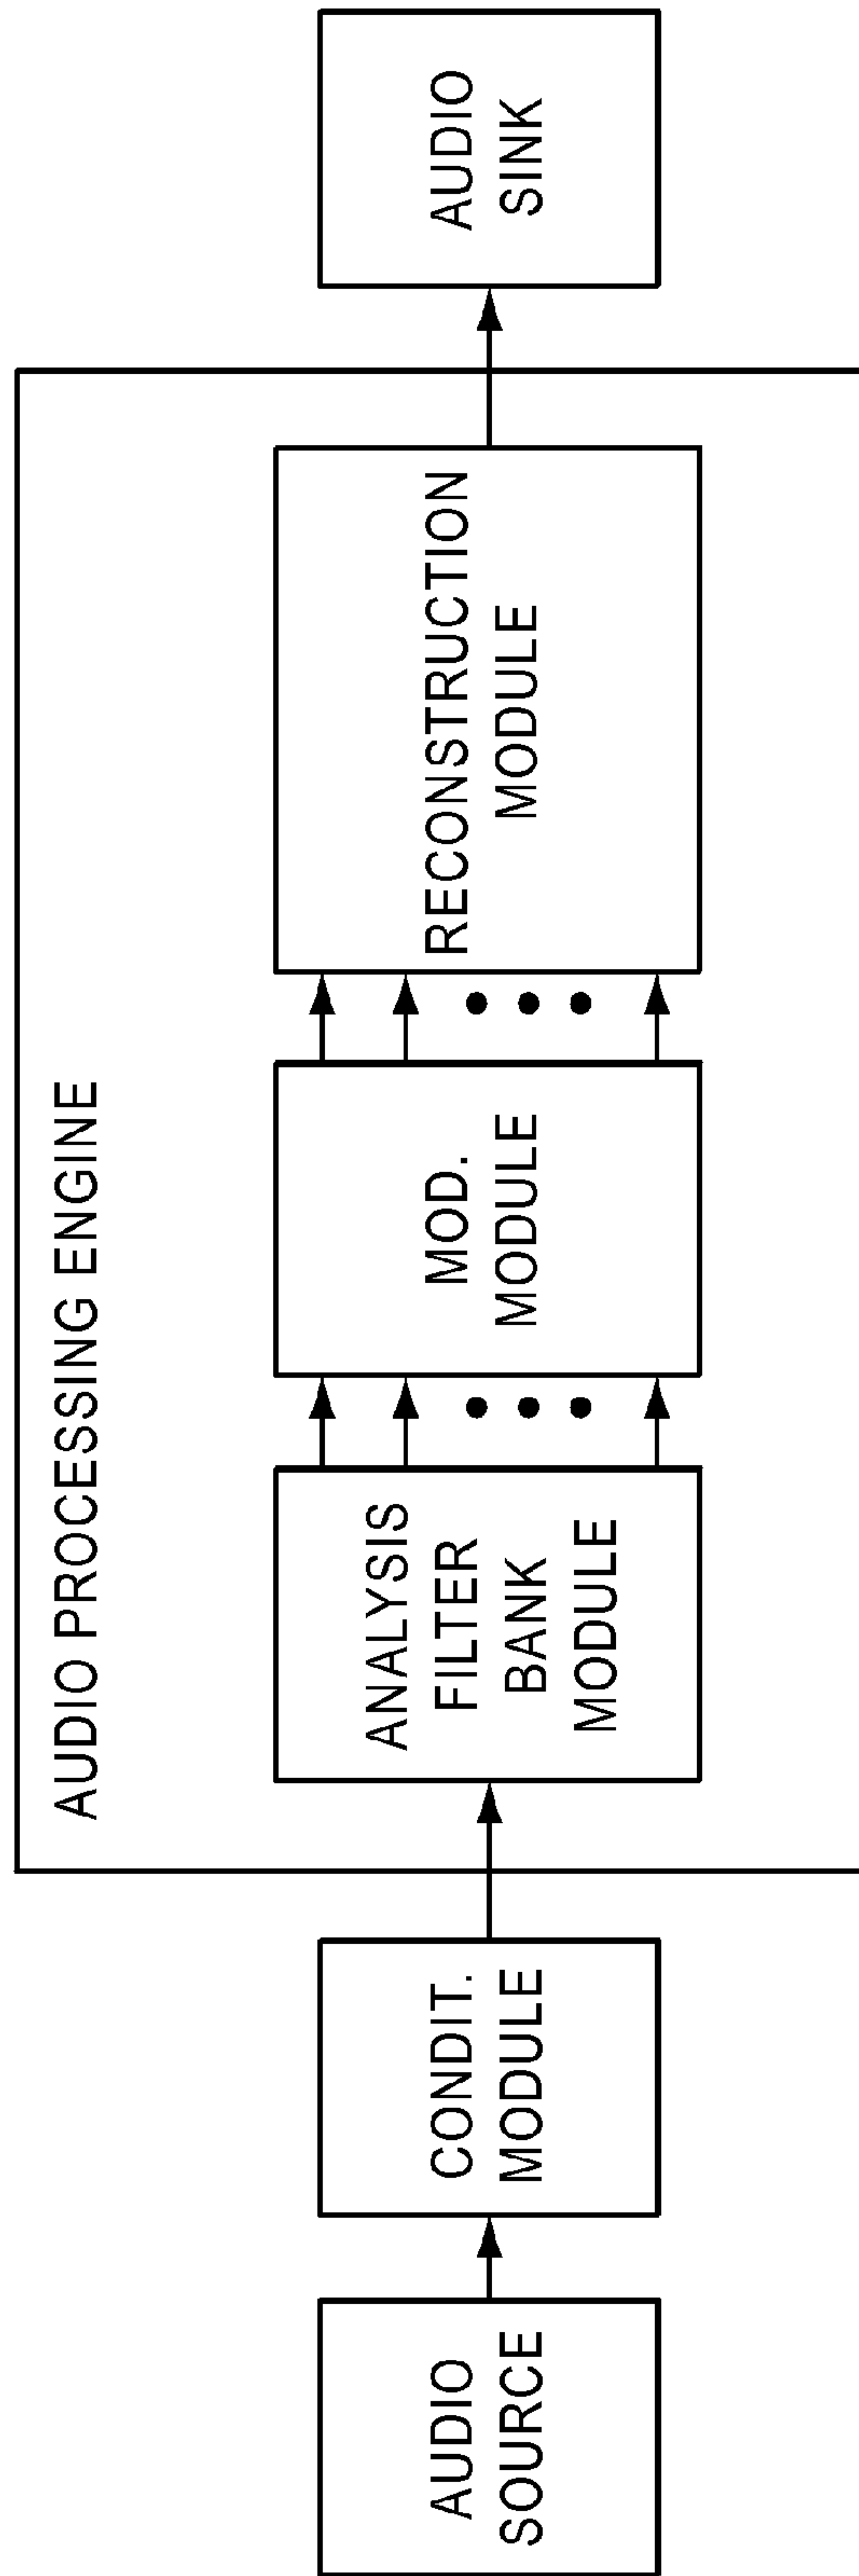 AUDIO PROCESSING ENGINE
AUDIO
SOURCE
CONDIT.
MODULE
ANALYSIS
FILTER
BANK
MODULE
MOD.
MODULE
RECONSTRUCTION
MODULE
AUDIO
SINK